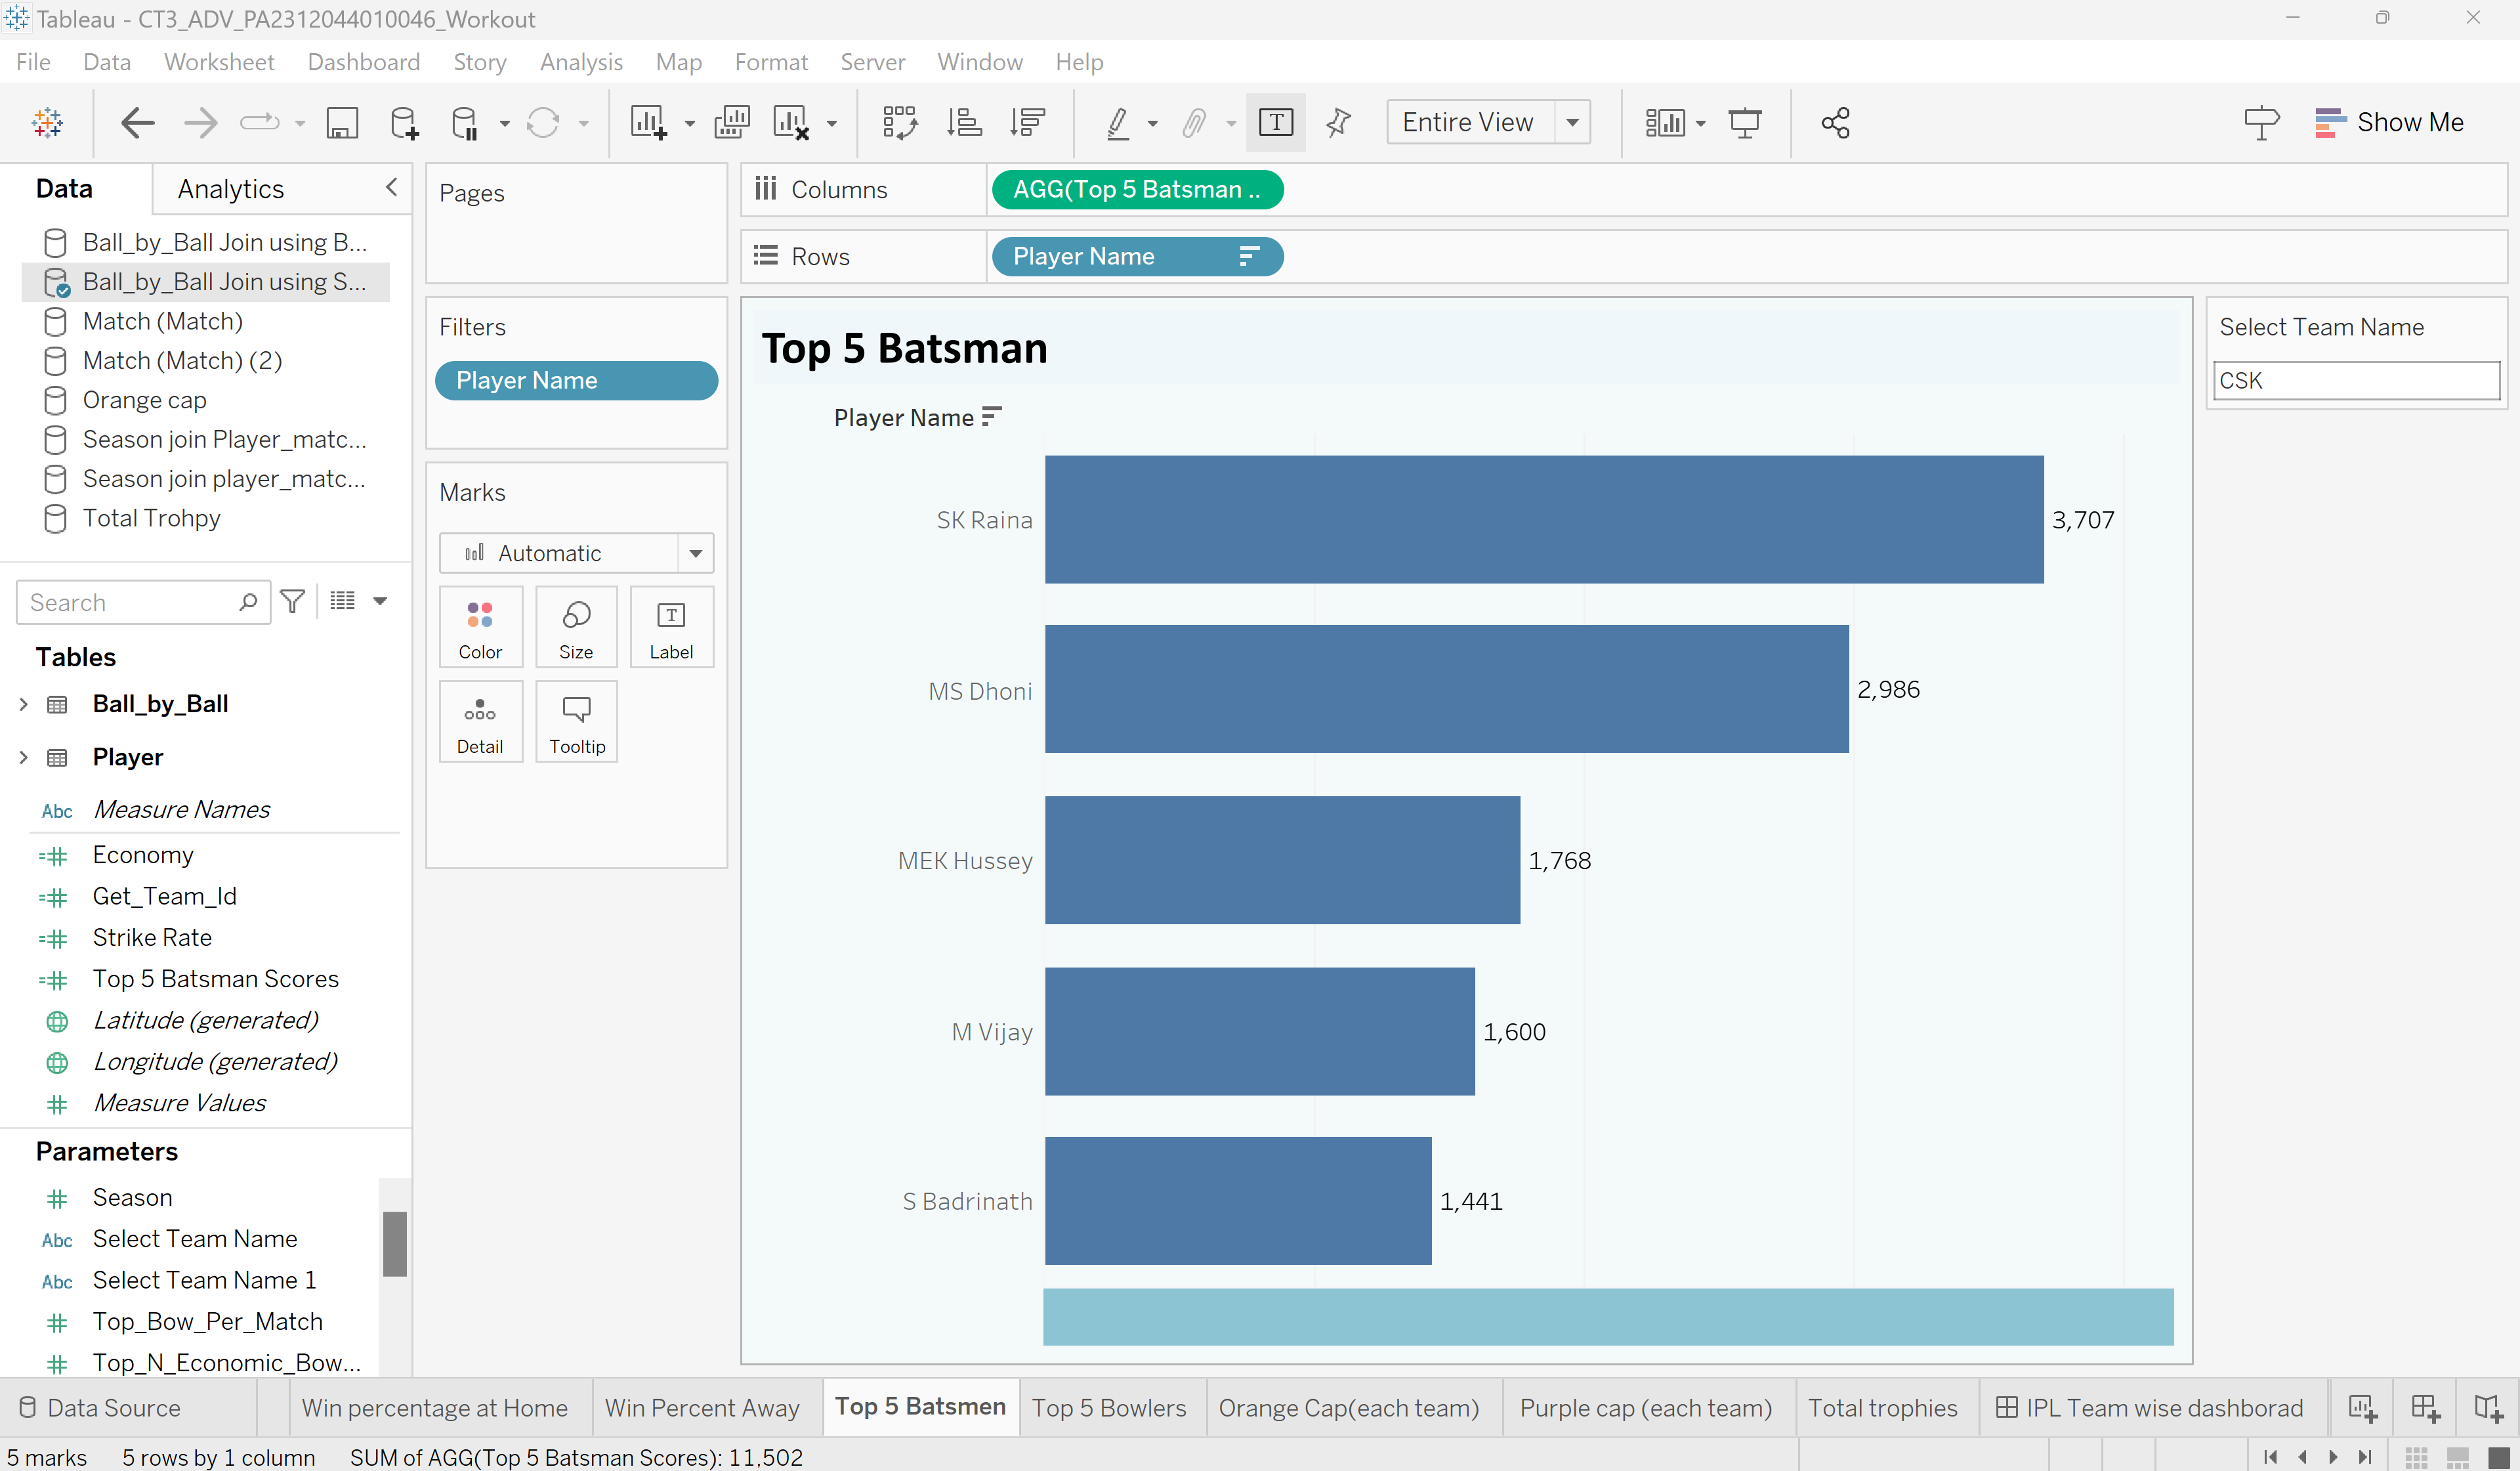 Tableau - CT3_ADV_PA2312044010046_Workout
File Data Worksheet Dashboard Story Analysis Map Format Server Window Help
Entire View
Show Me
Data
Analytics
Ball_by_Ball Join using B...
Ball_by_Ball Join using S...
Match (Match)
Match (Match) (2)
Orange cap
Season join Player_matc...
Season join player_matc...
Total Trohpy
Search
Tables
Ball_by_Ball
Player
Abc Measure Names
Economy
Get_Team_Id
Strike Rate
Top 5 Batsman Scores
Latitude (generated)
Longitude (generated)
Measure Values
Parameters
Season
Abc Select Team Name
Abc Select Team Name 1
Top_Bow_Per_Match
Top_N_Economic_Bow...
Pages
Filters
Player Name
Marks
Automatic
Color
Size
T
Label
Detail
Tooltip
Columns
AGG(Top 5 Batsman ..
Rows
Player Name
Top 5 Batsman
Player Name
SK Raina 3,707
MS Dhoni 2,986
MEK Hussey 1,768
M Vijay 1,600
S Badrinath 1,441
Select Team Name
CSK
Data Source
Win percentage at Home
Win Percent Away
Top 5 Batsmen
Top 5 Bowlers
Orange Cap(each team)
Purple cap (each team)
Total trophies
IPL Team wise dashborad
5 marks 5 rows by 1 column SUM of AGG(Top 5 Batsman Scores): 11,502